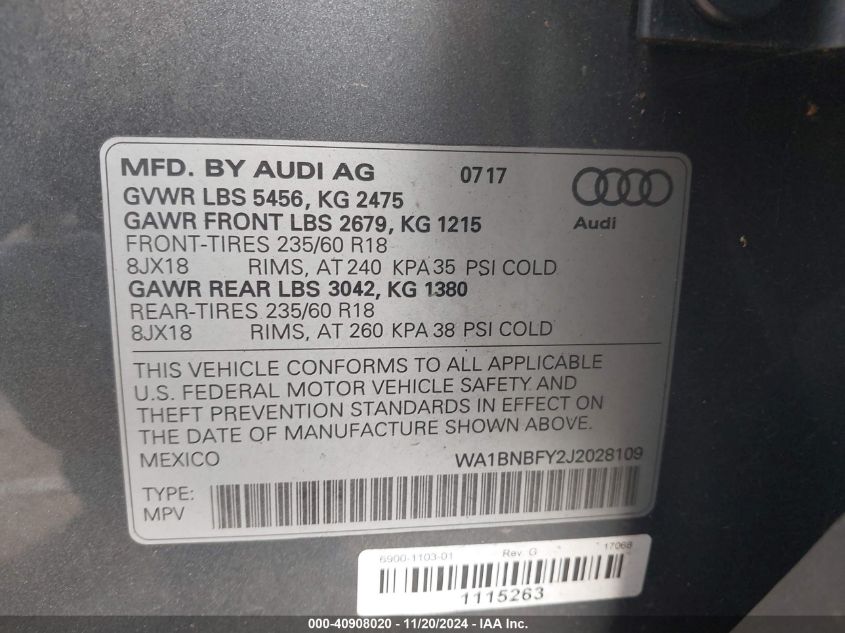 MFD. BY AUDI AG 0717
GVWR LBS 5456, KG 2475
GAWR FRONT LBS 2679, KG 1215
Audi
FRONT-TIRES 235/60 R18
8JX18 RIMS, AT 240 KPA 35 PSI COLD
GAWR REAR LBS 3042, KG 1380
REAR-TIRES 235/60 R18
8JX18 RIMS, AT 260 KPA 38 PSI COLD
THIS VEHICLE CONFORMS TO ALL APPLICABLE
U.S. FEDERAL MOTOR VEHICLE SAFETY AND
THEFT PREVENTION STANDARDS IN EFFECT ON
THE DATE OF MANUFACTURE SHOWN ABOVE.
MEXICO WA1BNBFY2J2028109
TYPE:
MPV
6900-1103-01 Rev. G 17068
1115263
000-40908020 - 11/20/2024 - IAAI.com